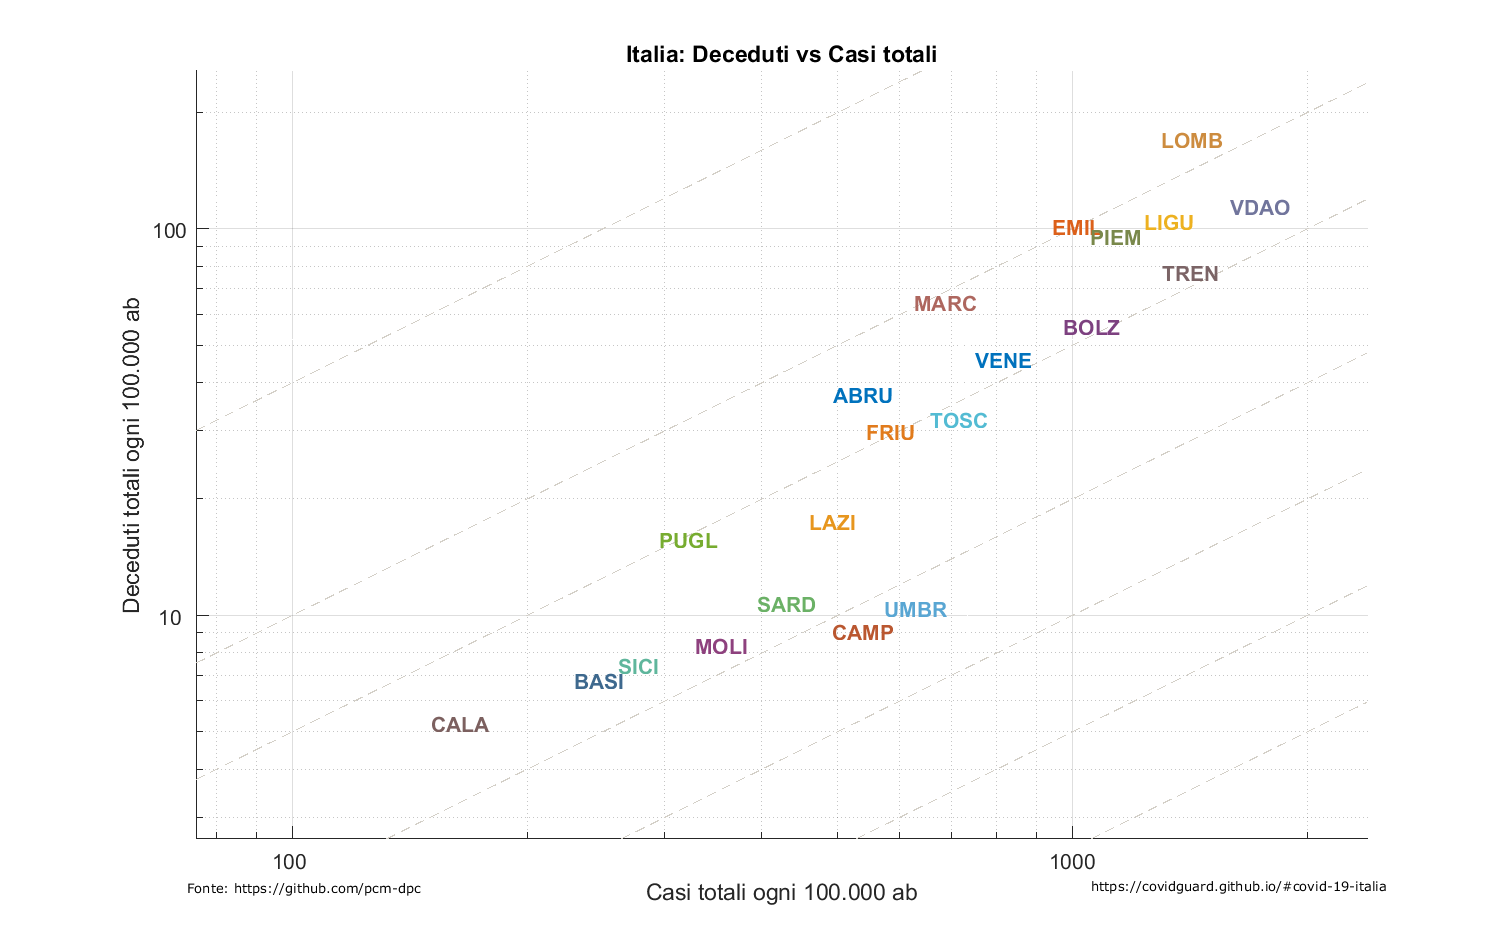 Italia: Deceduti vs Casi totali
LOMB
VDAO
LIGU
EMIL
PIEM
TREN
MARC
BOLZ
VENE
ABRU
TOSC
FRIU
LAZI
PUGL
SARD
UMBR
CAMP
MOLI
SICI
BASI
CALA
100
10
Deceduti totali ogni 100.000 ab
100
1000
Casi totali ogni 100.000 ab
Fonte: https://github.com/pcm-dpc
https://covidguard.github.io/#covid-19-italia